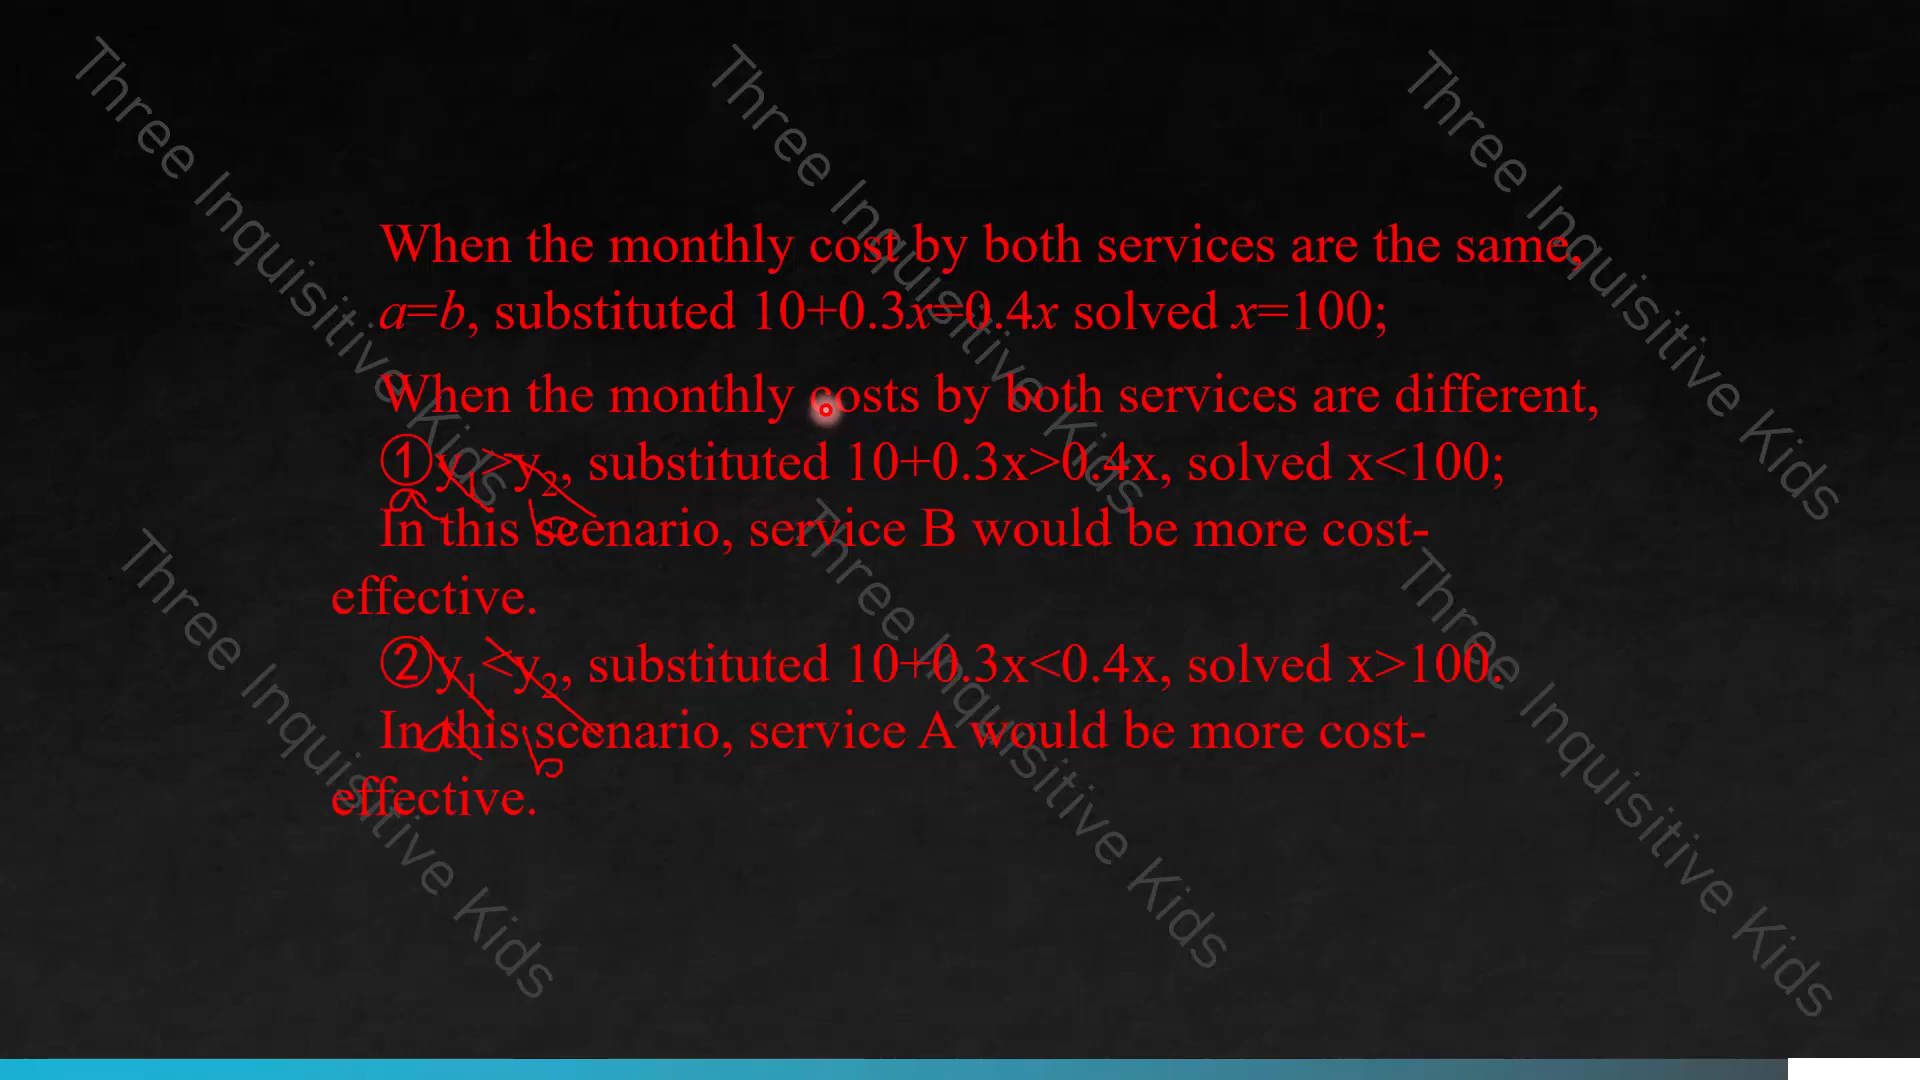 When the monthly cost by both services are the same,
a=b, substituted 10+0.3x=0.4x solved x=100;
When the monthly costs by both services are different,
①y₁>y₂, substituted 10+0.3x>0.4x, solved x<100;
a b
In this scenario, service B would be more cost-
effective.
②y₁<y₂, substituted 10+0.3x<0.4x, solved x>100.
In this scenario, service A would be more cost-
a b
effective.
Three Inquisitive Kids
Three Inquisitive Kids
Three Inquisitive Kids
Three Inquisitive Kids
Three Inquisitive Kids
Three Inquisitive Kids